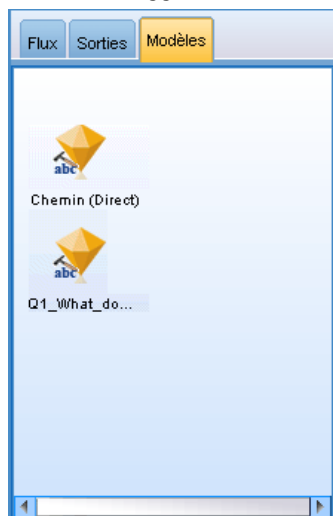 Flux Sorties Modèles
abc
Chemin (Direct)
abc
Q1_What_do...